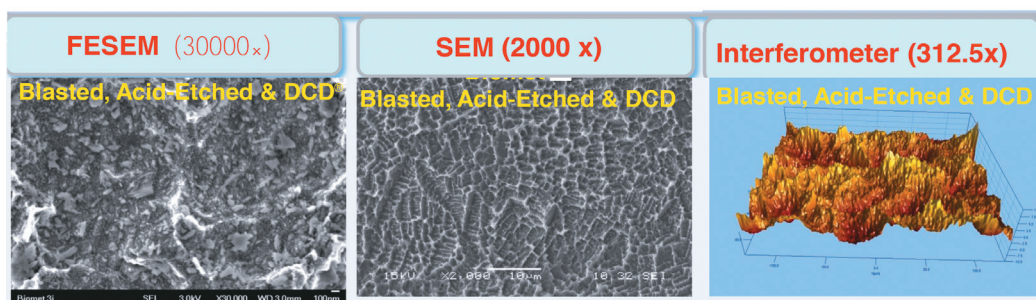 FESEM (30000x)
SEM (2000 x)
Interferometer (312.5x)
Blasted, Acid-Etched & DCD®
Blasted, Acid-Etched & DCD
Blasted, Acid-Etched & DCD
Biomet 3i SEI 3.0kV X30,000 WD 3.0mm 100nm
15kV X2,000 10μm 10 32 SEI